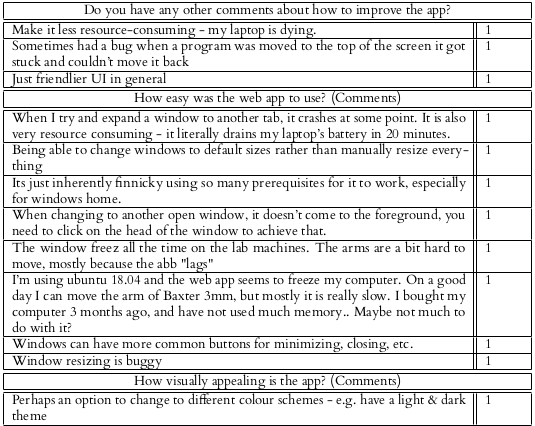 Do you have any other comments about how to improve the app?
Make it less resource-consuming - my laptop is dying. 1
Sometimes had a bug when a program was moved to the top of the screen it got 1
stuck and couldn't move it back
Just friendlier UI in general 1
How easy was the web app to use? (Comments)
When I try and expand a window to another tab, it crashes at some point. It is also 1
very resource consuming - it literally drains my laptop's battery in 20 minutes.
Being able to change windows to default sizes rather than manually resize every- 1
thing
Its just inherently finnicky using so many prerequisites for it to work, especially 1
for windows home.
When changing to another open window, it doesn't come to the foreground, you 1
need to click on the head of the window to achieve that.
The window freez all the time on the lab machines. The arms are a bit hard to 1
move, mostly because the abb "lags"
I'm using ubuntu 18.04 and the web app seems to freeze my computer. On a good 1
day I can move the arm of Baxter 3mm, but mostly it is really slow. I bought my
computer 3 months ago, and have not used much memory.. Maybe not much to
do with it?
Windows can have more common buttons for minimizing, closing, etc. 1
Window resizing is buggy 1
How visually appealing is the app? (Comments)
Perhaps an option to change to different colour schemes - e.g. have a light & dark 1
theme